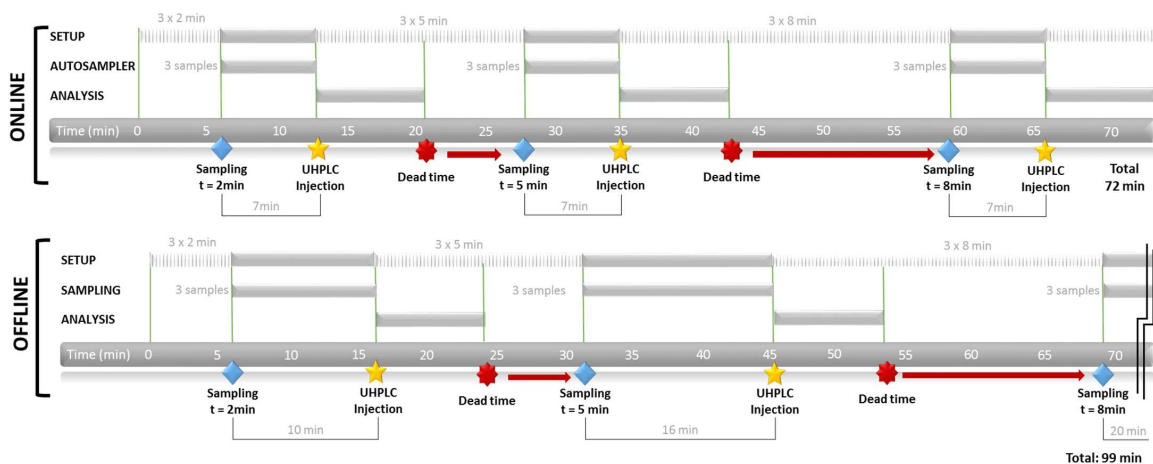 ONLINE
3 x 2 min 3 x 5 min 3 x 8 min
SETUP
AUTOSAMPLER 3 samples 3 samples 3 samples
ANALYSIS
Time (min) 0 5 10 15 20 25 30 35 40 45 50 55 60 65 70
Sampling
t = 2min
UHPLC
Injection
Dead time
Sampling
t = 5 min
UHPLC
Injection
Dead time
Sampling
t = 8min
UHPLC
Injection
Total
72 min
7min 7min 7min
OFFLINE
3 x 2 min 3 x 5 min 3 x 8 min
SETUP
SAMPLING 3 samples 3 samples 3 samples
ANALYSIS
Time (min) 0 5 10 15 20 25 30 35 40 45 50 55 60 65 70
Sampling
t = 2min
UHPLC
Injection
Dead time
Sampling
t = 5 min
UHPLC
Injection
Dead time
Sampling
t = 8min
10 min 16 min 20 min
Total: 99 min